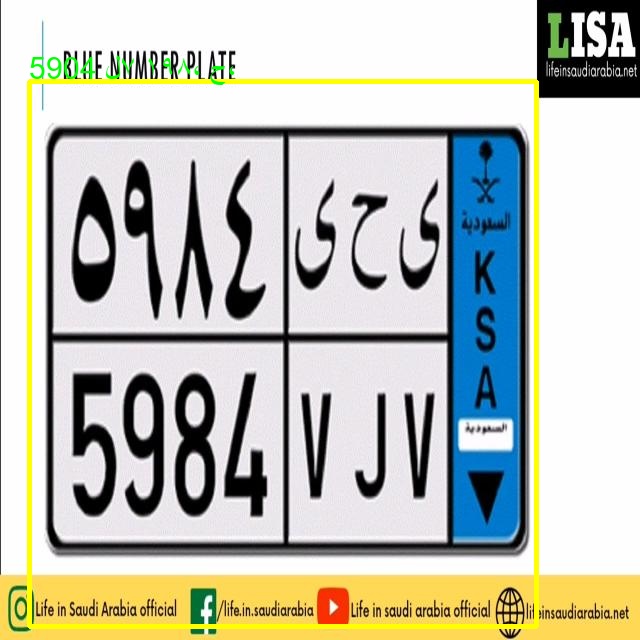 LISA
lifeinsaudiarabia.net
BLUE NUMBER PLATE
٥٩٨٤
ى ح ى
السعودية
K
S
A
5984
V J V
السعودية
Life in Saudi Arabia official
/life.in.saudiarabia
Life in saudi arabia official
lifeinsaudiarabia.net